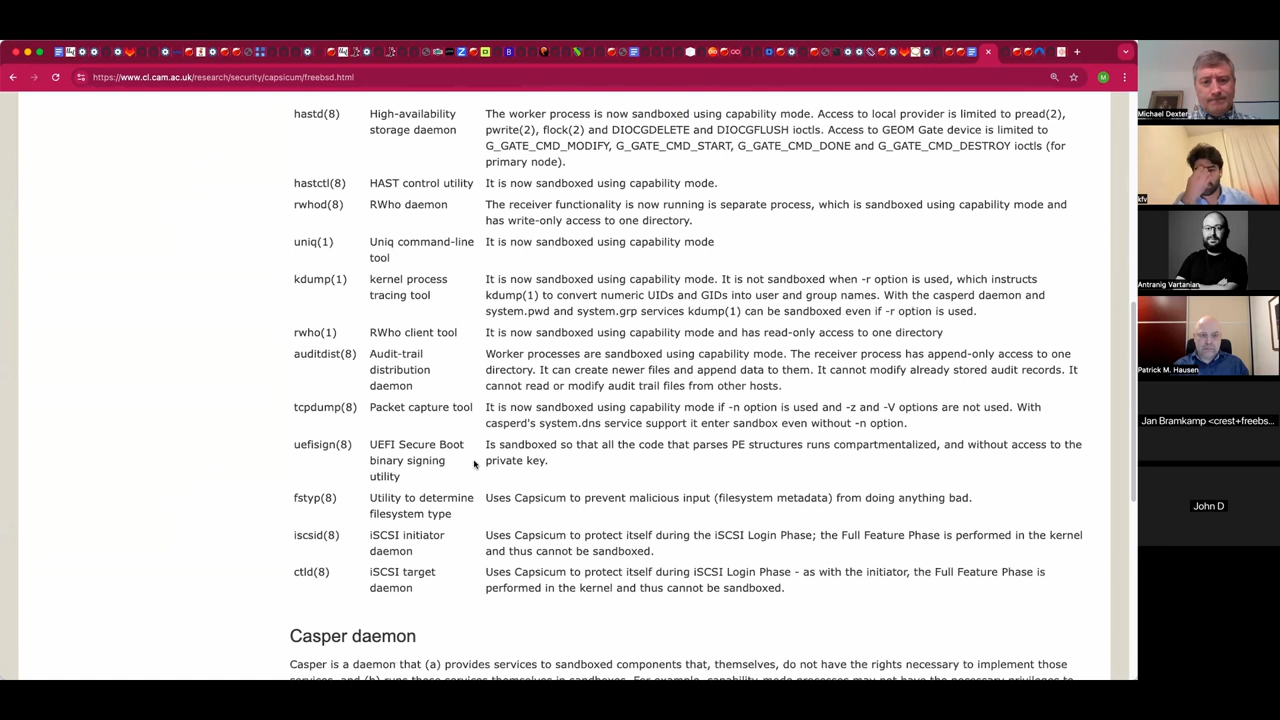 https://www.cl.cam.ac.uk/research/security/capsicum/freebsd.html
hastd(8) High-availability storage daemon The worker process is now sandboxed using capability mode. Access to local provider is limited to pread(2),
pwrite(2), flock(2) and DIOCGDELETE and DIOCGFLUSH ioctls. Access to GEOM Gate device is limited to
G_GATE_CMD_MODIFY, G_GATE_CMD_START, G_GATE_CMD_DONE and G_GATE_CMD_DESTROY ioctls (for
primary node).
hastctl(8) HAST control utility It is now sandboxed using capability mode.
rwhod(8) RWho daemon The receiver functionality is now running is separate process, which is sandboxed using capability mode and
has write-only access to one directory.
uniq(1) Uniq command-line tool It is now sandboxed using capability mode
kdump(1) kernel process tracing tool It is now sandboxed using capability mode. It is not sandboxed when -r option is used, which instructs
kdump(1) to convert numeric UIDs and GIDs into user and group names. With the casperd daemon and
system.pwd and system.grp services kdump(1) can be sandboxed even if -r option is used.
rwho(1) RWho client tool It is now sandboxed using capability mode and has read-only access to one directory
auditdist(8) Audit-trail distribution daemon Worker processes are sandboxed using capability mode. The receiver process has append-only access to one
directory. It can create newer files and append data to them. It cannot modify already stored audit records. It
cannot read or modify audit trail files from other hosts.
tcpdump(8) Packet capture tool It is now sandboxed using capability mode if -n option is used and -z and -V options are not used. With
casperd's system.dns service support it enter sandbox even without -n option.
uefisign(8) UEFI Secure Boot binary signing utility Is sandboxed so that all the code that parses PE structures runs compartmentalized, and without access to the
private key.
fstyp(8) Utility to determine filesystem type Uses Capsicum to prevent malicious input (filesystem metadata) from doing anything bad.
iscsid(8) iSCSI initiator daemon Uses Capsicum to protect itself during the iSCSI Login Phase; the Full Feature Phase is performed in the kernel
and thus cannot be sandboxed.
ctld(8) iSCSI target daemon Uses Capsicum to protect itself during iSCSI Login Phase - as with the initiator, the Full Feature Phase is
performed in the kernel and thus cannot be sandboxed.
Casper daemon
Casper is a daemon that (a) provides services to sandboxed components that, themselves, do not have the rights necessary to implement those
Michael Dexter
kfv
Antranig Vartanian
Patrick M. Hausen
Jan Bramkamp <crest+freebs...
John D